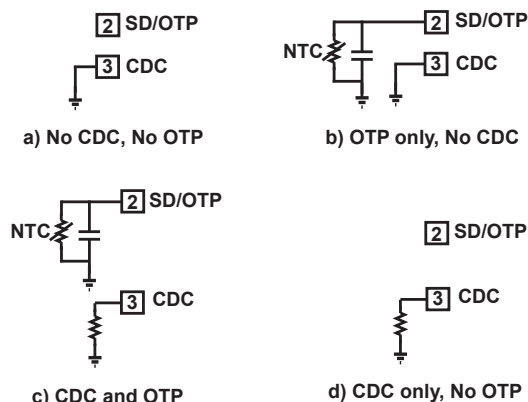 2 SD/OTP
3 CDC
a) No CDC, No OTP
NTC
2 SD/OTP
3 CDC
b) OTP only, No CDC
NTC
2 SD/OTP
3 CDC
c) CDC and OTP
2 SD/OTP
3 CDC
d) CDC only, No OTP